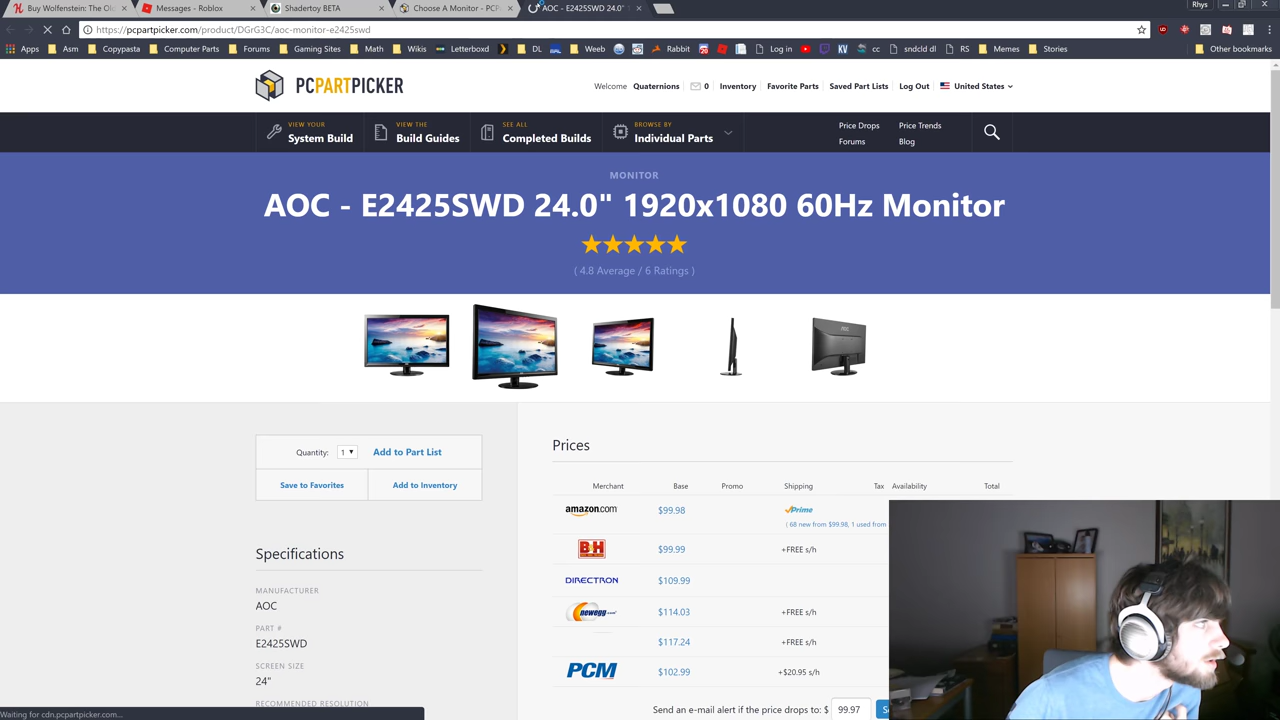 Buy Wolfenstein: The Ol
Messages - Roblox
Shadertoy BETA
Choose A Monitor - PCP
AOC - E2425SWD 24.0"
Rhys
https://pcpartpicker.com/product/DGrG3C/aoc-monitor-e2425swd
Apps Asm Copypasta Computer Parts Forums Gaming Sites Math Wikis Letterboxd DL Weeb Rabbit Log in KV cc sndcld dl RS Memes Stories Other bookmarks
PCPARTPICKER
Welcome Quaternions 0 Inventory Favorite Parts Saved Part Lists Log Out United States
VIEW YOUR
System Build
VIEW THE
Build Guides
SEE ALL
Completed Builds
BROWSE BY
Individual Parts
Price Drops Price Trends
Forums Blog
MONITOR
AOC - E2425SWD 24.0" 1920x1080 60Hz Monitor
( 4.8 Average / 6 Ratings )
Quantity: 1 Add to Part List
Save to Favorites Add to Inventory
Specifications
MANUFACTURER
AOC
PART #
E2425SWD
SCREEN SIZE
24"
RECOMMENDED RESOLUTION
Prices
Merchant Base Promo Shipping Tax Availability Total
amazon.com $99.98 Prime
( 68 new from $99.98, 1 used from
B&H $99.99 +FREE s/h
DIRECTRON $109.99
newegg.com $114.03 +FREE s/h
$117.24 +FREE s/h
PCM $102.99 +$20.95 s/h
Send an e-mail alert if the price drops to: $ 99.97
Waiting for cdn.pcpartpicker.com...